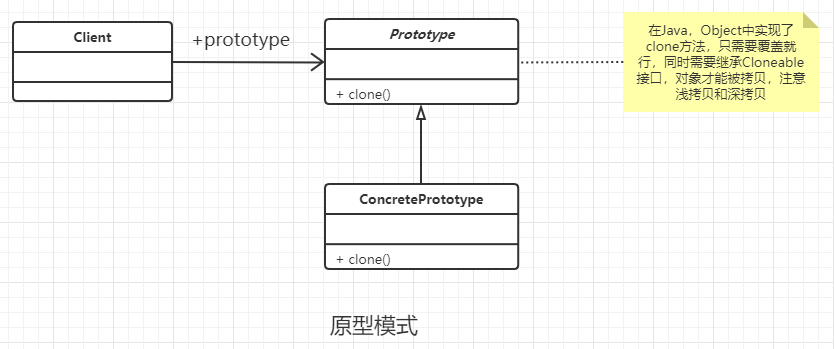 Client
+prototype
Prototype
+ clone()
在Java，Object中实现了
clone方法，只需要覆盖就
行，同时需要继承Cloneable
接口，对象才能被拷贝，注意
浅拷贝和深拷贝
ConcretePrototype
+ clone()
原型模式